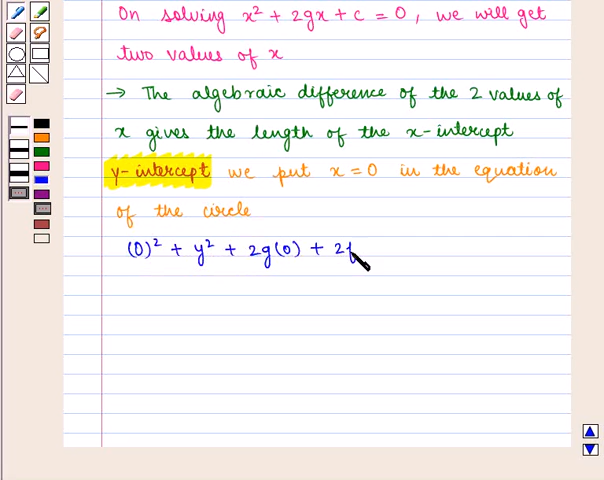 On solving x² + 2gx + c = 0, we will get
two values of x
→ The algebraic difference of the 2 values of
x gives the length of the x-intercept
y-intercept we put x = 0 in the equation
of the circle
(0)² + y² + 2g(0) + 2f